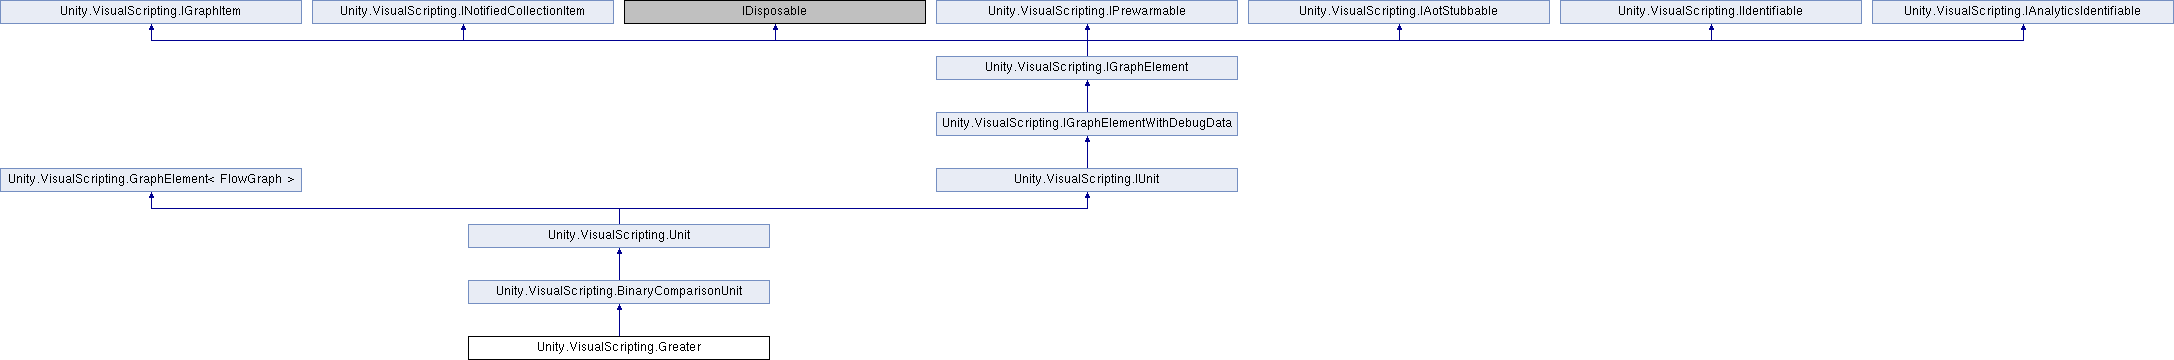 Unity.VisualScripting.IGraphItem
Unity.VisualScripting.INotifiedCollectionItem
IDisposable
Unity.VisualScripting.IPrewarmable
Unity.VisualScripting.IAotStubbable
Unity.VisualScripting.IIdentifiable
Unity.VisualScripting.IAnalyticsIdentifiable
Unity.VisualScripting.IGraphElement
Unity.VisualScripting.IGraphElementWithDebugData
Unity.VisualScripting.GraphElement< FlowGraph >
Unity.VisualScripting.IUnit
Unity.VisualScripting.Unit
Unity.VisualScripting.BinaryComparisonUnit
Unity.VisualScripting.Greater